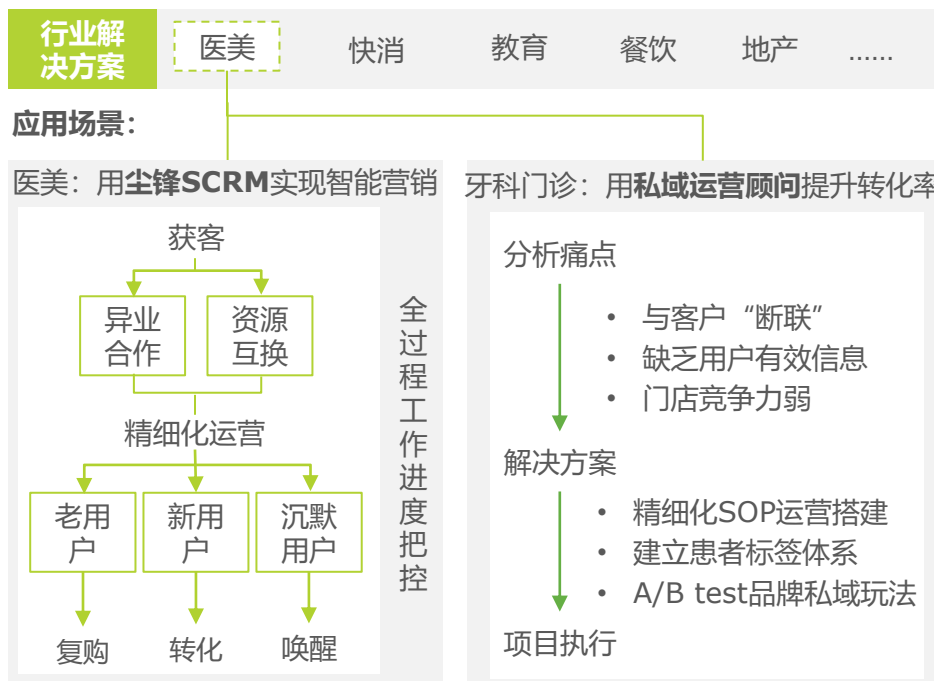 行业解
决方案
医美
快消
教育
餐饮
地产
……
应用场景：
医美：用尘锋SCRM实现智能营销
获客
异业
合作
资源
互换
精细化运营
老用
户
新用
户
沉默
用户
复购
转化
唤醒
全过程工作进度把控
牙科门诊：用私域运营顾问提升转化率
分析痛点
• 与客户“断联”
• 缺乏用户有效信息
• 门店竞争力弱
解决方案
• 精细化SOP运营搭建
• 建立患者标签体系
• A/B test品牌私域玩法
项目执行